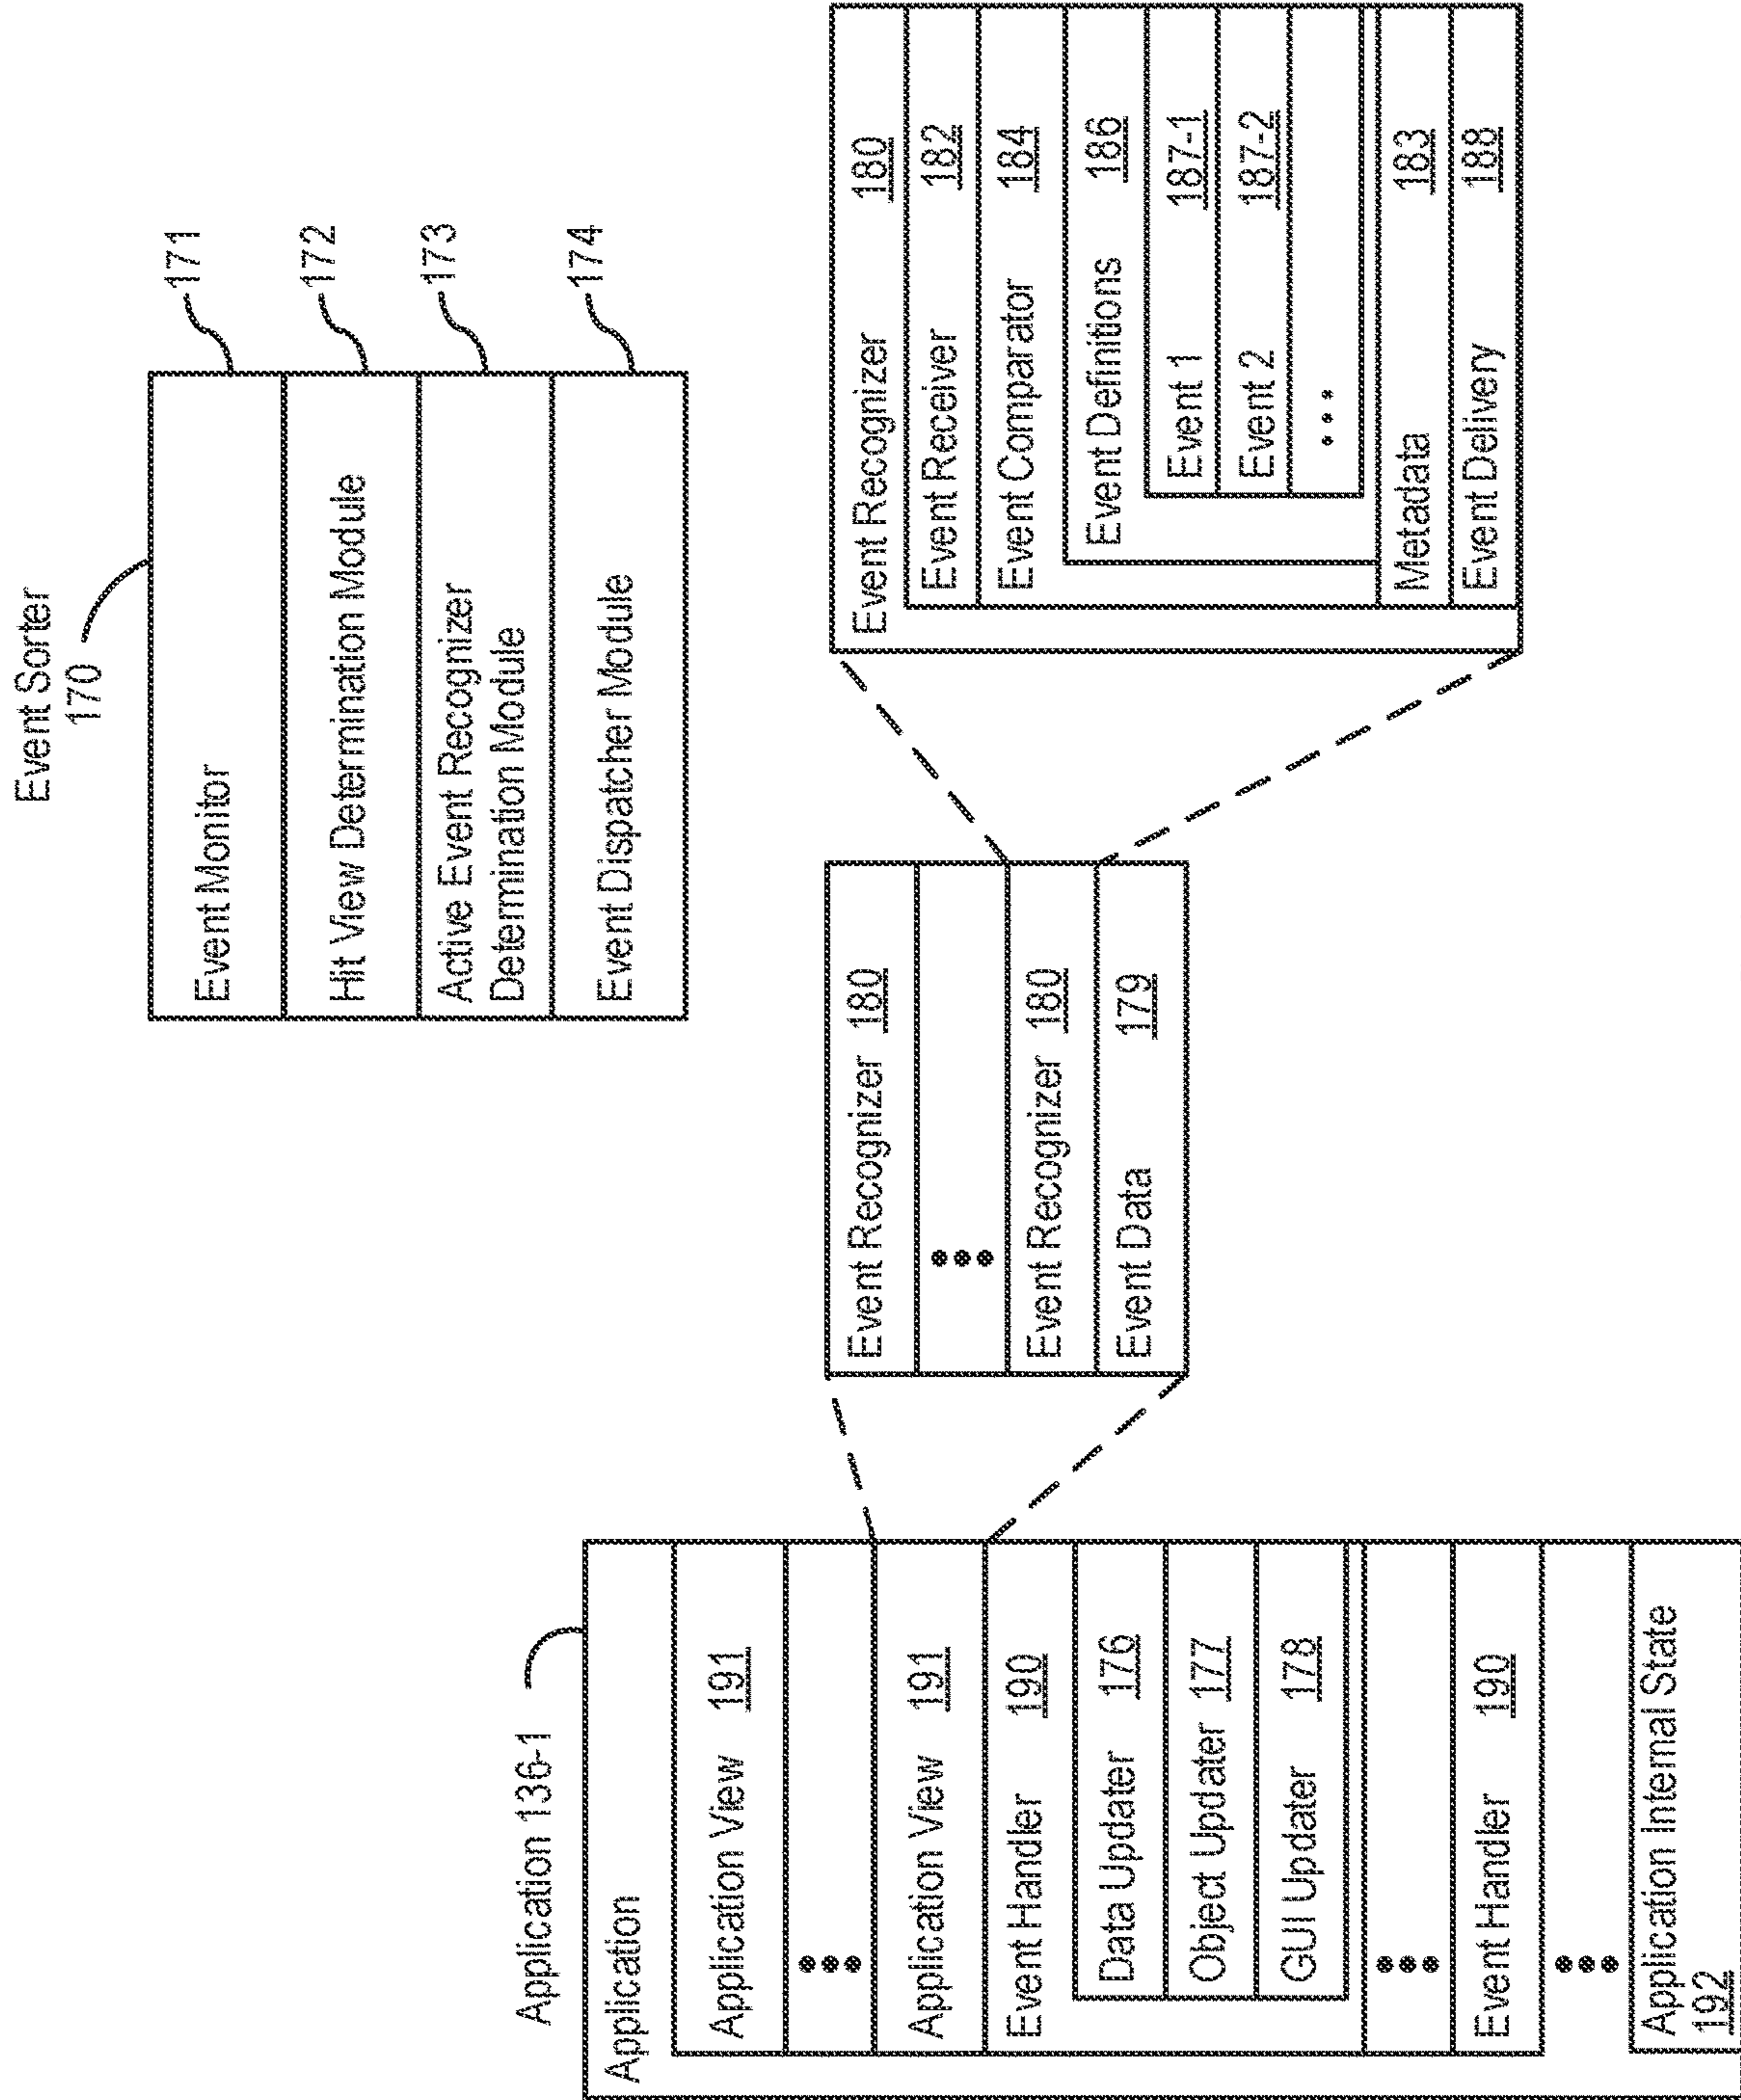 Event Sorter
170
Event Monitor
171
Hit View Determination Module
172
Active Event Recognizer
Determination Module
173
Event Dispatcher Module
174
Application 136-1
Application
Application View 191
•••
Application View 191
Event Handler 190
Data Updater 176
Object Updater 177
GUI Updater 178
•••
Event Handler 190
•••
Application Internal State
192
Event Recognizer 180
•••
Event Recognizer 180
Event Data 179
Event Recognizer 180
Event Receiver 182
Event Comparator 184
Event Definitions 186
Event 1 187-1
Event 2 187-2
...
Metadata 183
Event Delivery 188